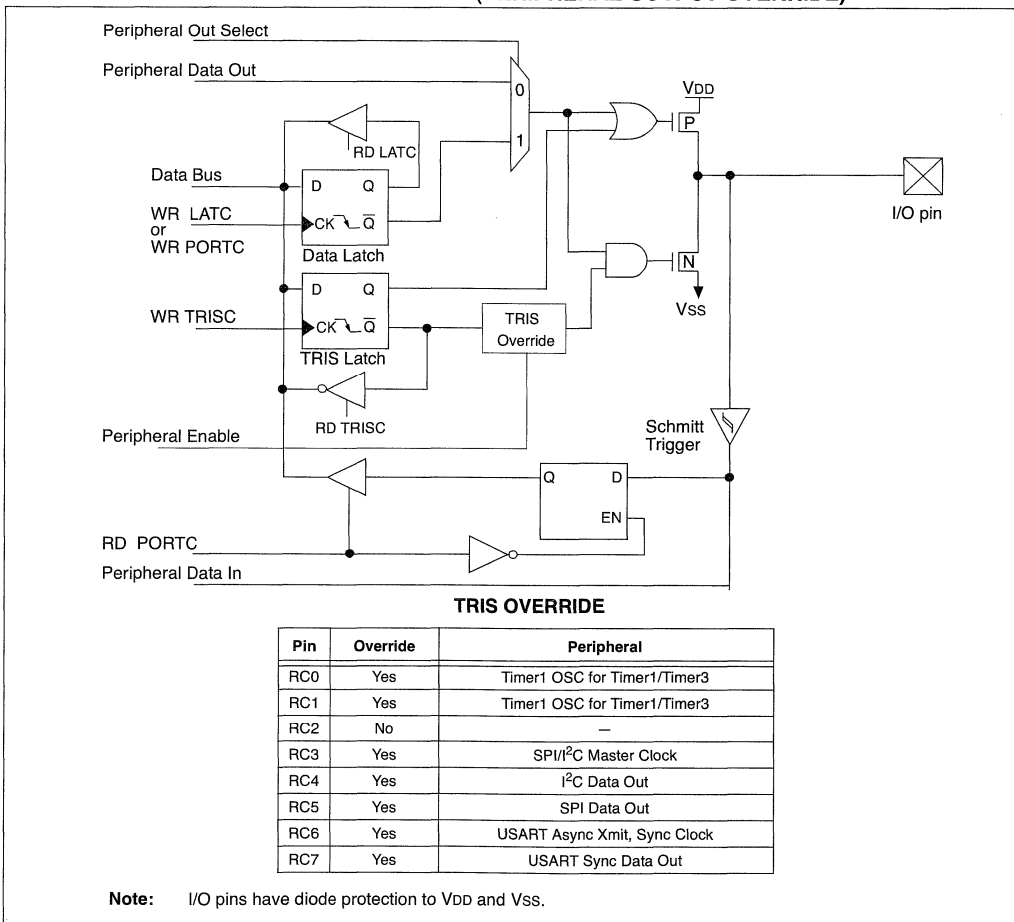 Peripheral Out Select
Peripheral Data Out
0
1
VDD
P
RD LATC
Data Bus
D Q
I/O pin
WR LATC
or
WR PORTC
CK Q̅
Data Latch
N
VSS
D Q
WR TRISC
CK Q̅
TRIS Latch
TRIS
Override
RD TRISC
Schmitt
Trigger
Peripheral Enable
Q D
EN
RD PORTC
Peripheral Data In
TRIS OVERRIDE
Pin Override Peripheral
RC0 Yes Timer1 OSC for Timer1/Timer3
RC1 Yes Timer1 OSC for Timer1/Timer3
RC2 No —
RC3 Yes SPI/I²C Master Clock
RC4 Yes I²C Data Out
RC5 Yes SPI Data Out
RC6 Yes USART Async Xmit, Sync Clock
RC7 Yes USART Sync Data Out
Note: I/O pins have diode protection to VDD and VSS.